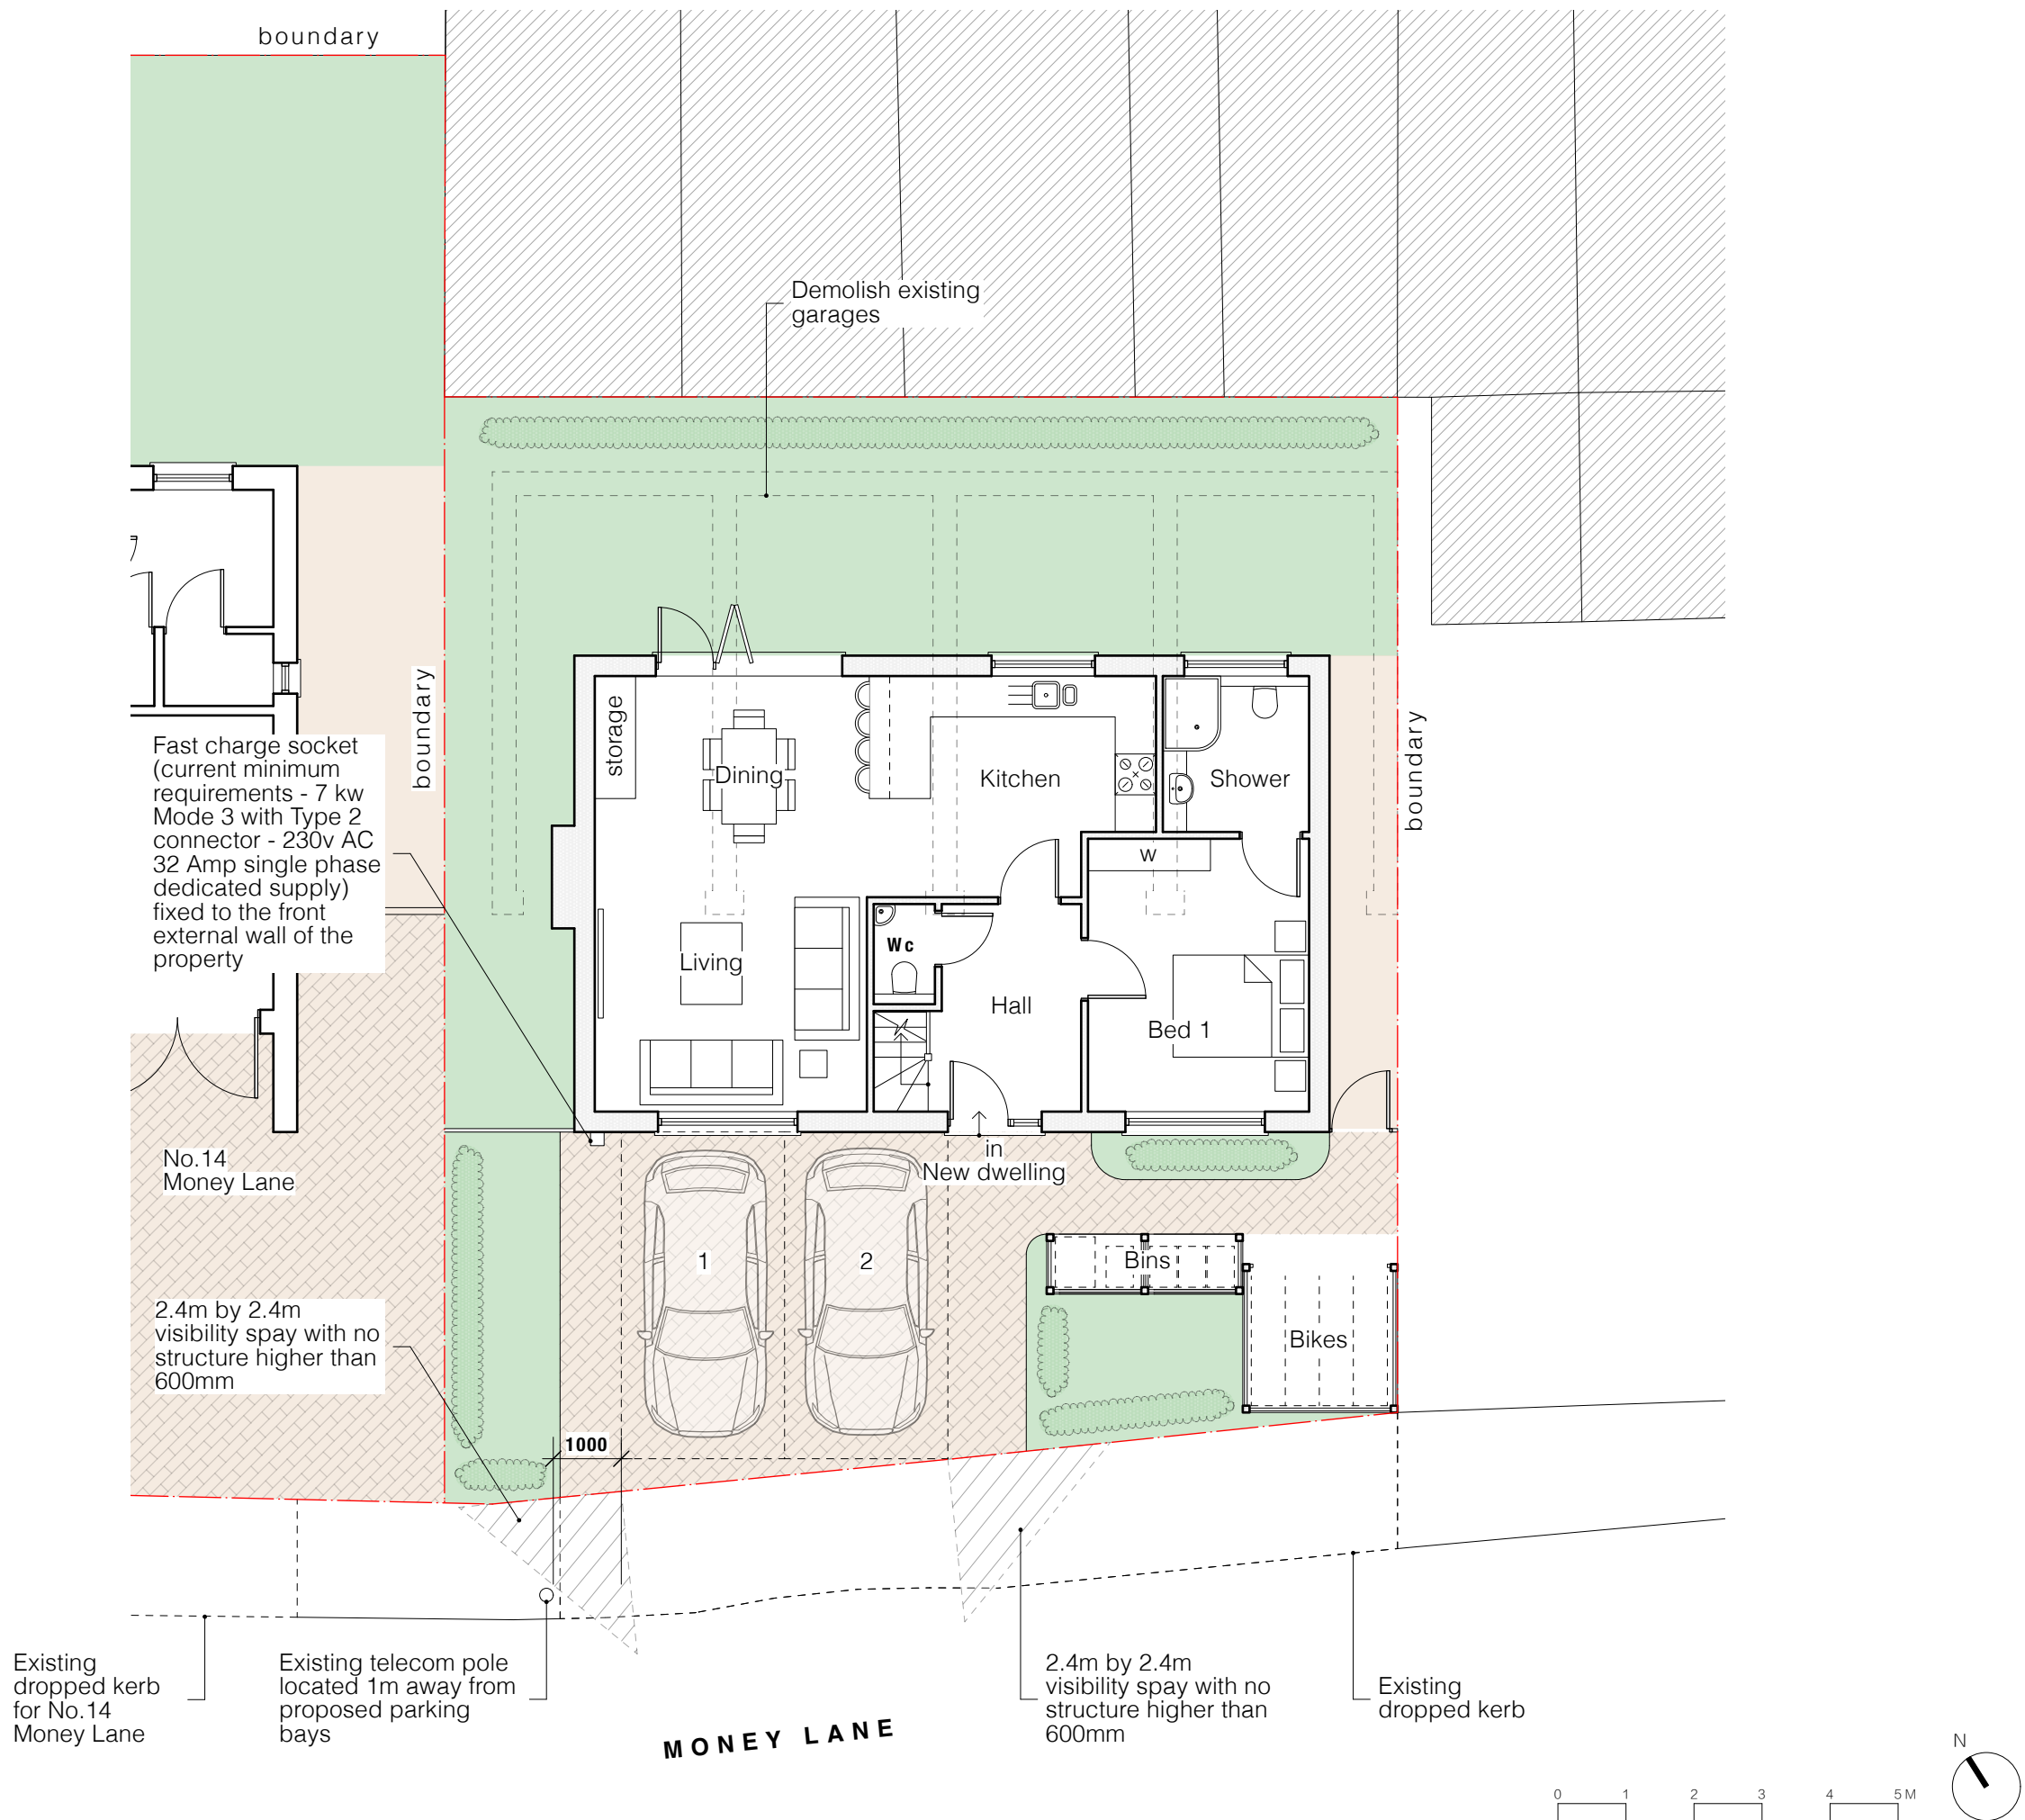 boundary
Demolish existing
garages
boundary
storage
Dining
Kitchen
Shower
boundary
Fast charge socket
(current minimum
requirements - 7 kw
Mode 3 with Type 2
connector - 230v AC
32 Amp single phase
dedicated supply)
fixed to the front
external wall of the
property
W
Wc
Living
Hall
Bed 1
in
New dwelling
No.14
Money Lane
1
2
Bins
Bikes
2.4m by 2.4m
visibility spay with no
structure higher than
600mm
1000
Existing
dropped kerb
for No.14
Money Lane
Existing telecom pole
located 1m away from
proposed parking
bays
2.4m by 2.4m
visibility spay with no
structure higher than
600mm
Existing
dropped kerb
MONEY LANE
N
0 1 2 3 4 5 M